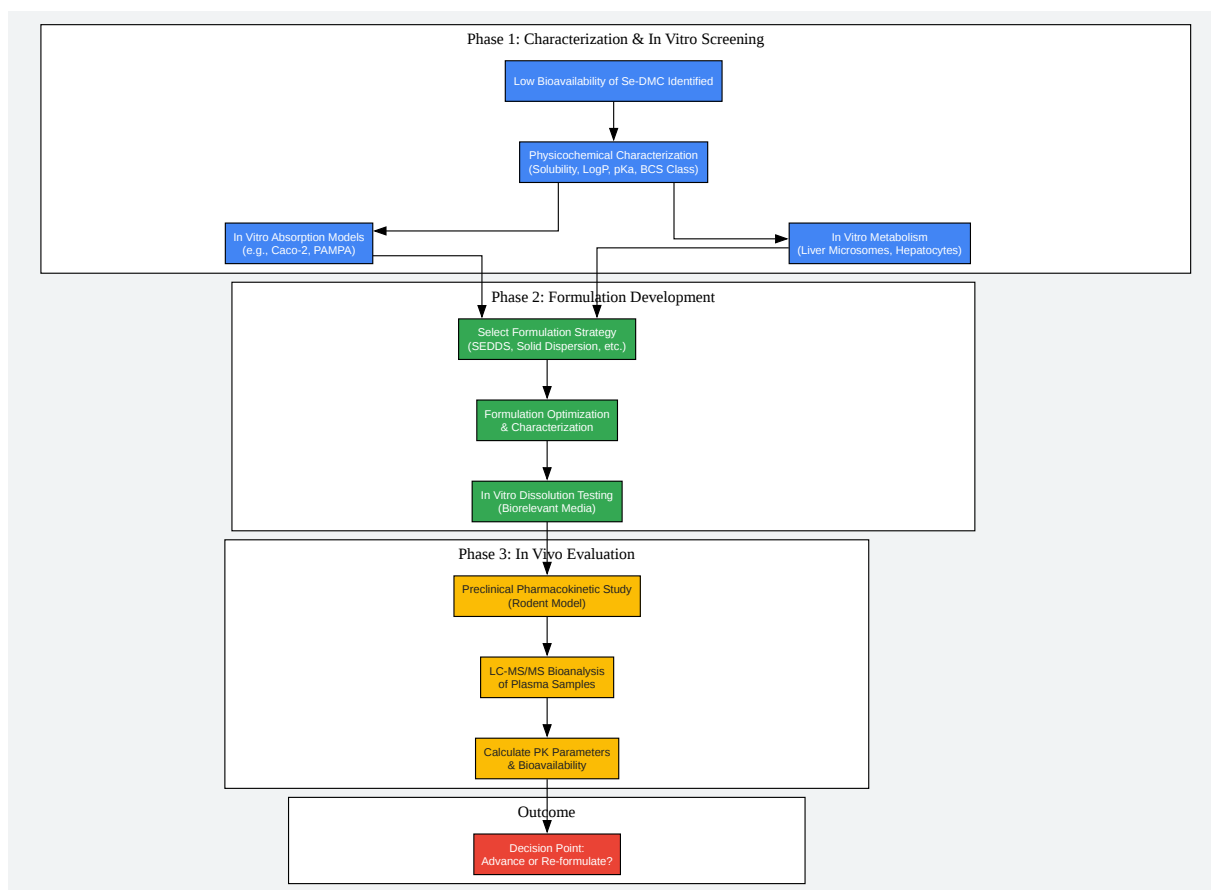 Phase 1: Characterization & In Vitro Screening
Low Bioavailability of Se-DMC Identified
Physicochemical Characterization
(Solubility, LogP, pKa, BCS Class)
In Vitro Absorption Models
(e.g., Caco-2, PAMPA)
In Vitro Metabolism
(Liver Microsomes, Hepatocytes)
Phase 2: Formulation Development
Select Formulation Strategy
(SEDDS, Solid Dispersion, etc.)
Formulation Optimization
& Characterization
In Vitro Dissolution Testing
(Biorelevant Media)
Phase 3: In Vivo Evaluation
Preclinical Pharmacokinetic Study
(Rodent Model)
LC-MS/MS Bioanalysis
of Plasma Samples
Calculate PK Parameters
& Bioavailability
Outcome
Decision Point:
Advance or Re-formulate?